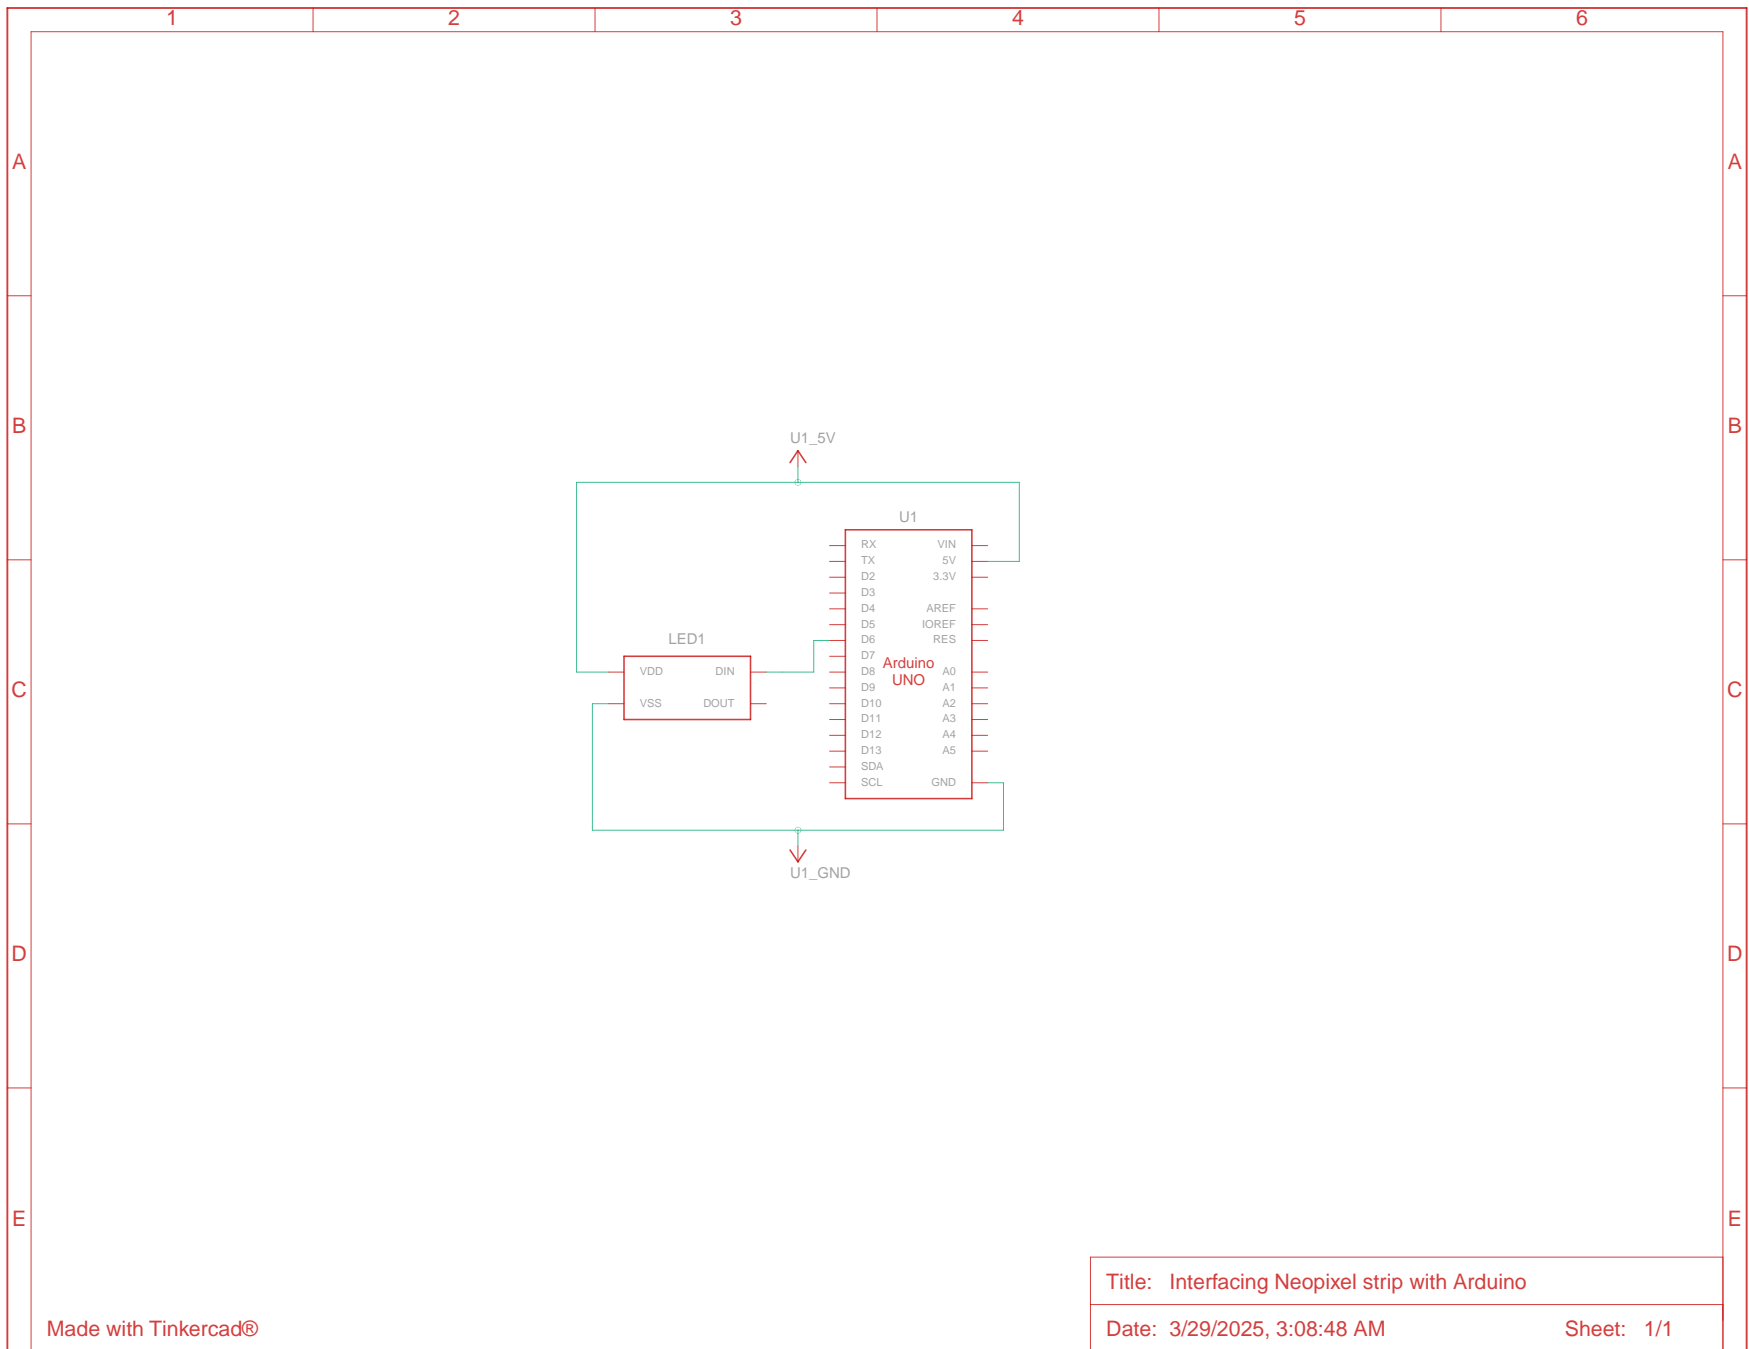 1 2 3 4 5 6
A A
B B
U1_5V
U1
RX VIN
TX 5V
D2 3.3V
D3
D4 AREF
D5 IOREF
D6 RES
D7
Arduino
UNO
D8 A0
D9 A1
D10 A2
D11 A3
D12 A4
D13 A5
SDA
SCL GND
LED1
VDD DIN
VSS DOUT
C C
U1_GND
D D
E E
Title: Interfacing Neopixel strip with Arduino
Made with Tinkercad®
Date: 3/29/2025, 3:08:48 AM Sheet: 1/1